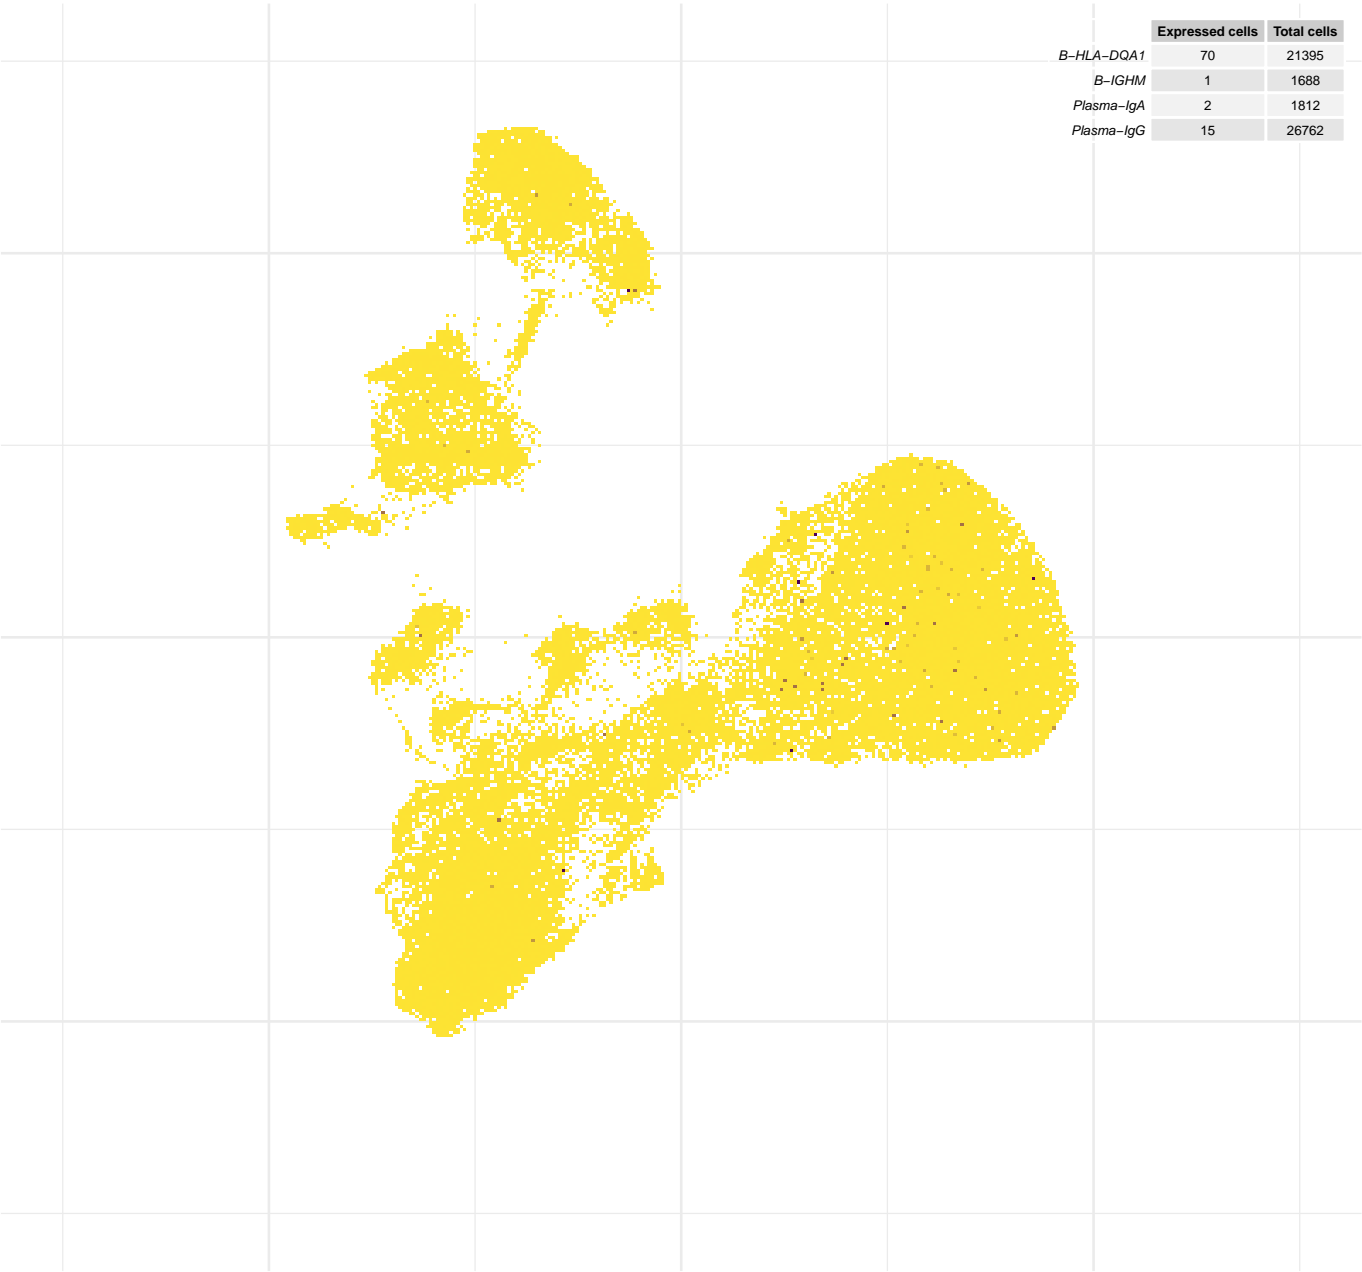 Expressed cells Total cells
B−HLA−DQA1 70 21395
B−IGHM 1 1688
Plasma−IgA 2 1812
Plasma−IgG 15 26762